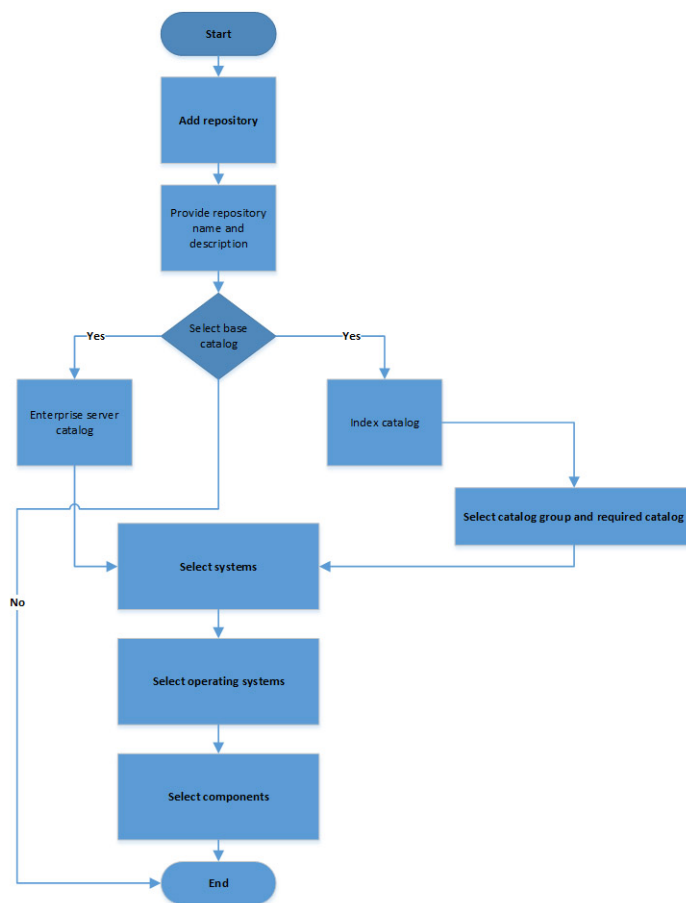 Start
Add repository
Provide repository
name and
description
Select base
catalog
Yes
Yes
Enterprise server
catalog
Index catalog
Select catalog group and required catalog
Select systems
No
Select operating systems
Select components
End